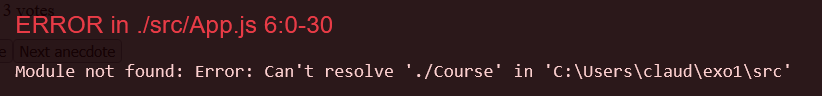 3 votes
ERROR in ./src/App.js 6:0-30
e Next anecdote
Module not found: Error: Can't resolve './Course' in 'C:\Users\claud\exo1\src'